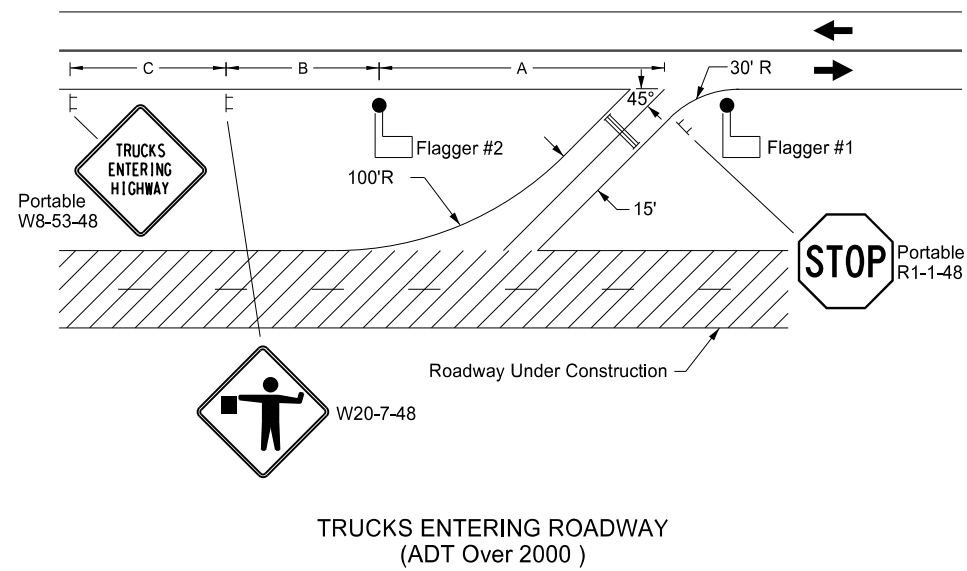 C
B
A
30' R
45°
TRUCKS
ENTERING
HIGHWAY
Flagger #2
Flagger #1
100'R
Portable
W8-53-48
15'
STOP
Portable
R1-1-48
Roadway Under Construction
W20-7-48
TRUCKS ENTERING ROADWAY
(ADT Over 2000 )